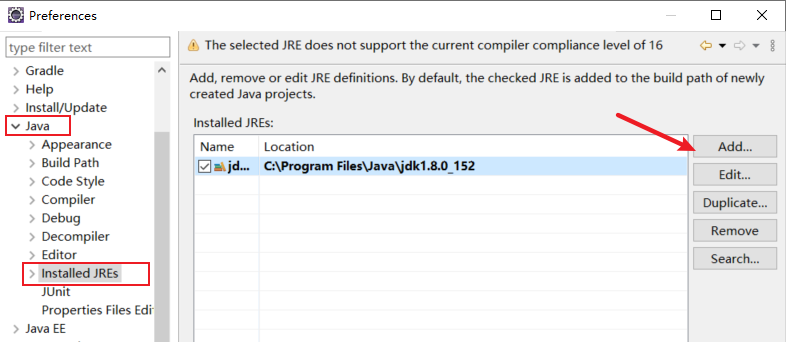 Preferences
type filter text
Gradle
Help
Install/Update
Java
Appearance
Build Path
Code Style
Compiler
Debug
Decompiler
Editor
Installed JREs
JUnit
Properties Files Edi
Java EE
The selected JRE does not support the current compiler compliance level of 16
Add, remove or edit JRE definitions. By default, the checked JRE is added to the build path of newly
created Java projects.
Installed JREs:
Name Location
jd... C:\Program Files\Java\jdk1.8.0_152
Add...
Edit...
Duplicate...
Remove
Search...